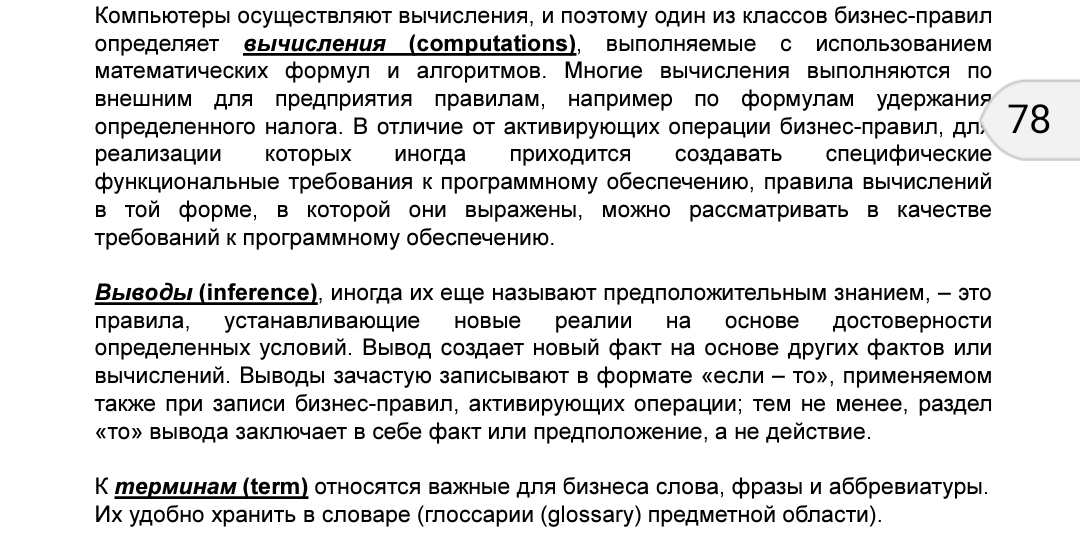 Компьютеры осуществляют вычисления, и поэтому один из классов бизнес-правил
определяет вычисления (computations), выполняемые с использованием
математических формул и алгоритмов. Многие вычисления выполняются по
внешним для предприятия правилам, например по формулам удержания
определенного налога. В отличие от активирующих операции бизнес-правил, для
реализации которых иногда приходится создавать специфические
функциональные требования к программному обеспечению, правила вычислений
в той форме, в которой они выражены, можно рассматривать в качестве
требований к программному обеспечению.
78
Выводы (inference), иногда их еще называют предположительным знанием, – это
правила, устанавливающие новые реалии на основе достоверности
определенных условий. Вывод создает новый факт на основе других фактов или
вычислений. Выводы зачастую записывают в формате «если – то», применяемом
также при записи бизнес-правил, активирующих операции; тем не менее, раздел
«то» вывода заключает в себе факт или предположение, а не действие.
К терминам (term) относятся важные для бизнеса слова, фразы и аббревиатуры.
Их удобно хранить в словаре (глоссарии (glossary) предметной области).